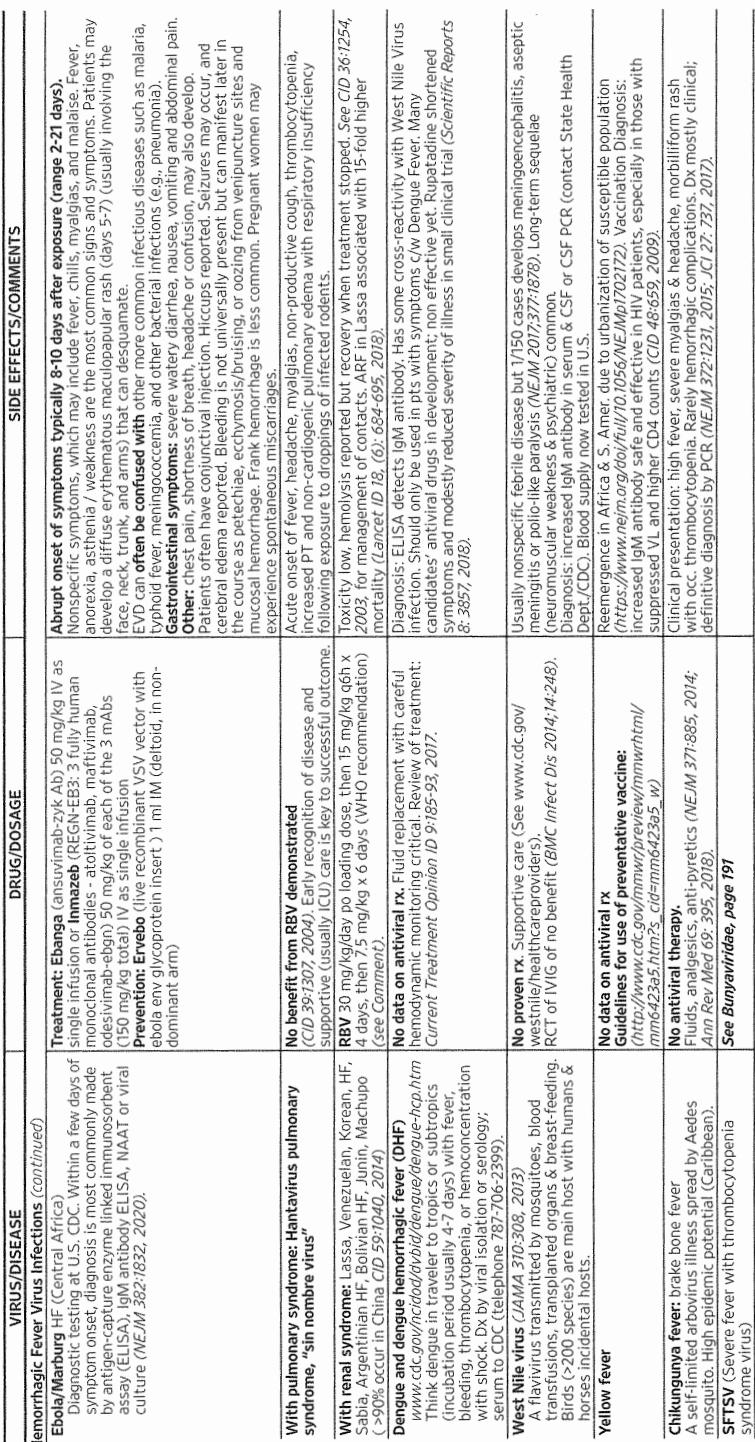 VIRUS/DISEASE
DRUG/DOSAGE
SIDE EFFECTS/COMMENTS
emorrhagic Fever Virus Infections (continued)
Ebola/Marburg HF (Central Africa)
Diagnostic testing at U.S. CDC. Within a few days of
symptom onset, diagnosis is most commonly made
by antigen-capture enzyme linked immunosorbent
assay (ELISA), IgM antibody ELISA, NAAT or viral
culture (NEJM 382:1832, 2020).
Treatment: Ebanga (ansuvimab-zyk Ab) 50 mg/kg IV as
single infusion or Inmazeb (REGN-EB3: 3 fully human
monoclonal antibodies - atoltivimab, maftivimab,
odesivimab-ebgn) 50 mg/kg of each of the 3 mAbs
(150 mg/kg total) IV as single infusion
Prevention: Ervebo (live recombinant VSV vector with
ebola env glycoprotein insert ) 1 ml IM (deltoid, in non-
dominant arm)
Abrupt onset of symptoms typically 8-10 days after exposure (range 2-21 days).
Nonspecific symptoms, which may include fever, chills, myalgias, and malaise. Fever,
anorexia, asthenia / weakness are the most common signs and symptoms. Patients may
develop a diffuse erythematous maculopapular rash (days 5-7) (usually involving the
face, neck, trunk, and arms) that can desquamate.
EVD can often be confused with other more common infectious diseases such as malaria,
typhoid fever, meningococcemia, and other bacterial infections (e.g., pneumonia).
Gastrointestinal symptoms: severe watery diarrhea, nausea, vomiting and abdominal pain.
Other: chest pain, shortness of breath, headache or confusion, may also develop.
Patients often have conjunctival injection. Hiccups reported. Seizures may occur, and
cerebral edema reported. Bleeding is not universally present but can manifest later in
the course as petechiae, ecchymosis/bruising, or oozing from venipuncture sites and
mucosal hemorrhage. Frank hemorrhage is less common. Pregnant women may
experience spontaneous miscarriages.
With pulmonary syndrome: Hantavirus pulmonary
syndrome, "sin nombre virus"
No benefit from RBV demonstrated
(CID 39:1307, 2004). Early recognition of disease and
supportive (usually ICU) care is key to successful outcome.
Acute onset of fever, headache, myalgias, non-productive cough, thrombocytopenia,
increased PT and non-cardiogenic pulmonary edema with respiratory insufficiency
following exposure to droppings of infected rodents.
With renal syndrome: Lassa, Venezuelan, Korean, HF,
Sabia, Argentinian HF, Bolivian HF, Junin, Machupo
( >90% occur in China CID 59:1040, 2014)
RBV 30 mg/kg/day po loading dose, then 15 mg/kg q6h x
4 days, then 7.5 mg/kg x 6 days (WHO recommendation)
(see Comment).
Toxicity low, hemolysis reported but recovery when treatment stopped. See CID 36:1254,
2003, for management of contacts. ARF in Lassa associated with 15-fold higher
mortality (Lancet ID 18, (6): 684-695, 2018).
Dengue and dengue hemorrhagic fever (DHF)
www.cdc.gov/ncidod/dvbid/dengue/dengue-hcp.htm
Think dengue in traveler to tropics or subtropics
(incubation period usually 4-7 days) with fever,
bleeding, thrombocytopenia, or hemoconcentration
with shock. Dx by viral isolation or serology;
serum to CDC (telephone 787-706-2399).
No data on antiviral rx. Fluid replacement with careful
hemodynamic monitoring critical. Review of treatment:
Current Treatment Opinion ID 9:185-93, 2017.
Diagnosis: ELISA detects IgM antibody. Has some cross-reactivity with West Nile Virus
infection. Should only be used in pts with symptoms c/w Dengue Fever. Many
candidates' antiviral drugs in development; non effective yet. Rupatadine shortened
symptoms and modestly reduced severity of illness in small clinical trial (Scientific Reports
8: 3857, 2018).
West Nile virus (JAMA 310:308, 2013)
A flavivirus transmitted by mosquitoes, blood
transfusions, transplanted organs & breast-feeding.
Birds (>200 species) are main host with humans &
horses incidental hosts.
No proven rx. Supportive care (See www.cdc.gov/
westnile/healthcareproviders).
RCT of IVIG of no benefit (BMC Infect Dis 2014;14:248).
Usually nonspecific febrile disease but 1/150 cases develops meningoencephalitis, aseptic
meningitis or polio-like paralysis (NEJM 2017;377:1878). Long-term sequelae
(neuromuscular weakness & psychiatric) common.
Diagnosis: increased IgM antibody in serum & CSF or CSF PCR (contact State Health
Dept./CDC). Blood supply now tested in U.S.
Yellow fever
No data on antiviral rx
Guidelines for use of preventative vaccine:
(http://www.cdc.gov/mmwr/preview/mmwrhtml/
mm6423a5.htm?s_cid=mm6423a5_w)
Reemergence in Africa & S. Amer. due to urbanization of susceptible population
(https://www.nejm.org/doi/full/10.1056/NEJMp1702172). Vaccination Diagnosis:
increased IgM antibody safe and effective in HIV patients, especially in those with
suppressed VL and higher CD4 counts (CID 48:659, 2009).
Chikungunya fever: brake bone fever
A self-limited arbovirus illness spread by Aedes
mosquito. High epidemic potential (Caribbean).
No antiviral therapy.
Fluids, analgesics, anti-pyretics (NEJM 371:885, 2014;
Ann Rev Med 69: 395, 2018).
Clinical presentation: high fever, severe myalgias & headache, morbilliform rash
with occ. thrombocytopenia. Rarely hemorrhagic complications. Dx mostly clinical;
definitive diagnosis by PCR (NEJM 372:1231, 2015; JCI 27: 737, 2017).
SFTSV (Severe fever with thrombocytopenia
syndrome virus)
See Bunyaviridae, page 191